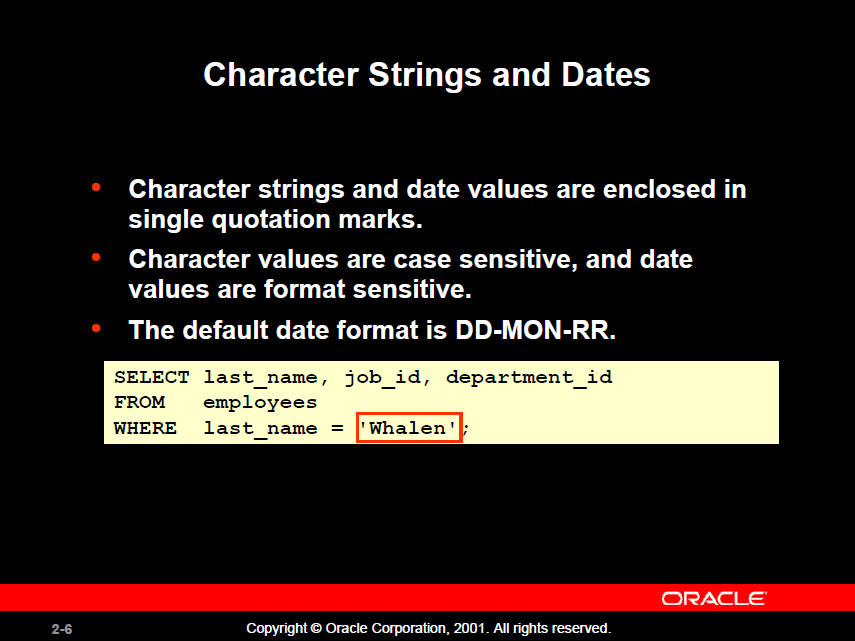 Character Strings and Dates
• Character strings and date values are enclosed in
single quotation marks.
• Character values are case sensitive, and date
values are format sensitive.
• The default date format is DD-MON-RR.
SELECT last_name, job_id, department_id
FROM   employees
WHERE  last_name = 'Whalen';
ORACLE
2-6 Copyright © Oracle Corporation, 2001. All rights reserved.